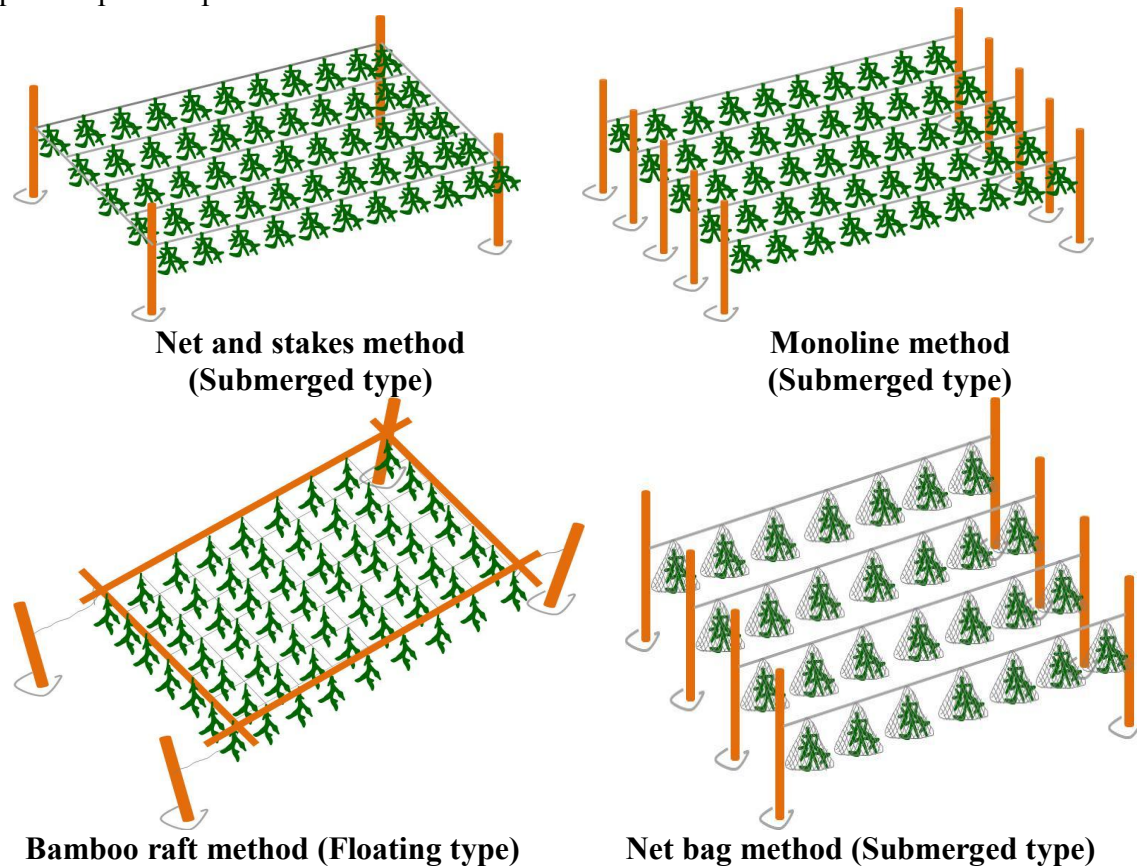 Net and stakes method
(Submerged type)
Monoline method
(Submerged type)
Bamboo raft method (Floating type)
Net bag method (Submerged type)